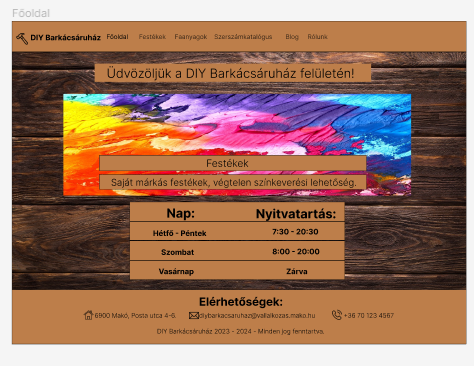 Főoldal
DIY Barkácsáruház Főoldal Festékek Faanyagok Szerszámkatalógus Blog Rólunk
Üdvözöljük a DIY Barkácsáruház felületén!
Festékek
Saját márkás festékek, végtelen színkeverési lehetőség.
Nap: Nyitvatartás:
Hétfő - Péntek 7:30 - 20:30
Szombat 8:00 - 20:00
Vasárnap Zárva
Elérhetőségek:
6900 Makó, Posta utca 4-6. diybarkacsaruhaz@vallalkozas.mako.hu +36 70 123 4567
DIY Barkácsáruház 2023 - 2024 - Minden jog fenntartva.